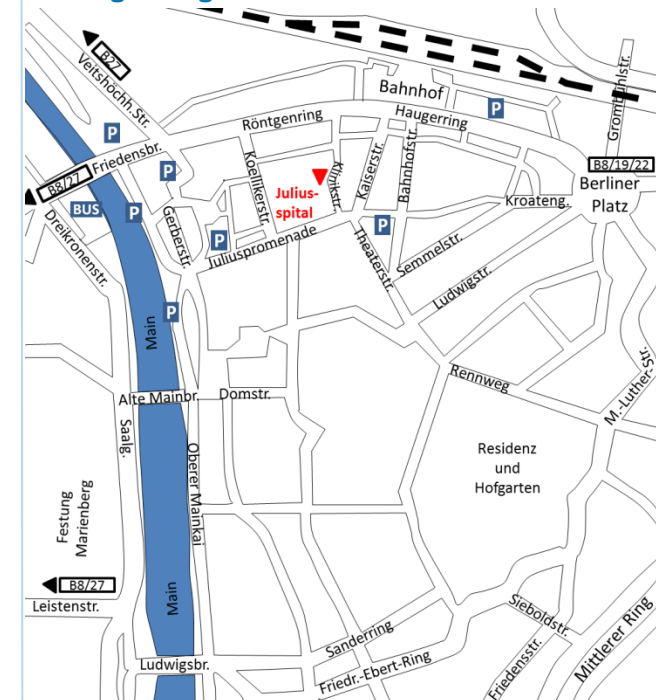 B27
Veitshöchh.Str.
Bahnhof
Grombühlstr.
P
P
Röntgenring
Haugerring
Friedensbr.
B8/27
P
Koellikerstr.
Klinikstr.
Kaiserstr.
Bahnhofstr.
B8/19/22
Berliner
Platz
Julius-
spital
Kroateng.
BUS
P
Gerberstr.
Dreikronenstr.
P
Juliuspromenade
P
Theaterstr.
Semmelstr.
Ludwigstr.
P
Main
Rennweg
M.-Luther-Str.
Alte Mainbr.
Domstr.
Saalg.
Oberer Mainkai
Residenz
und
Hofgarten
Festung
Marienberg
B8/27
Leistenstr.
Main
Sieboldstr.
Mittlerer Ring
Sanderring
Ludwigsbr.
Friedr.-Ebert-Ring
Friedensstr.